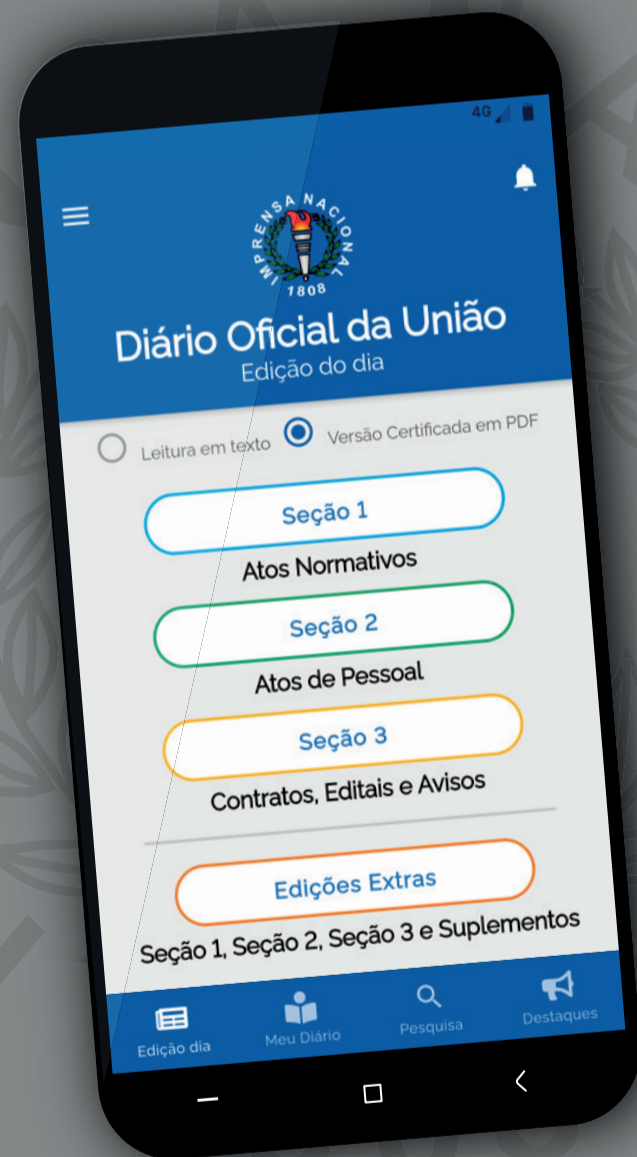 4G
IMPRENSA NACIONAL
1808
Diário Oficial da União
Edição do dia
Leitura em texto Versão Certificada em PDF
Seção 1
Atos Normativos
Seção 2
Atos de Pessoal
Seção 3
Contratos, Editais e Avisos
Edições Extras
Seção 1, Seção 2, Seção 3 e Suplementos
Edição dia Meu Diário Pesquisa Destaques